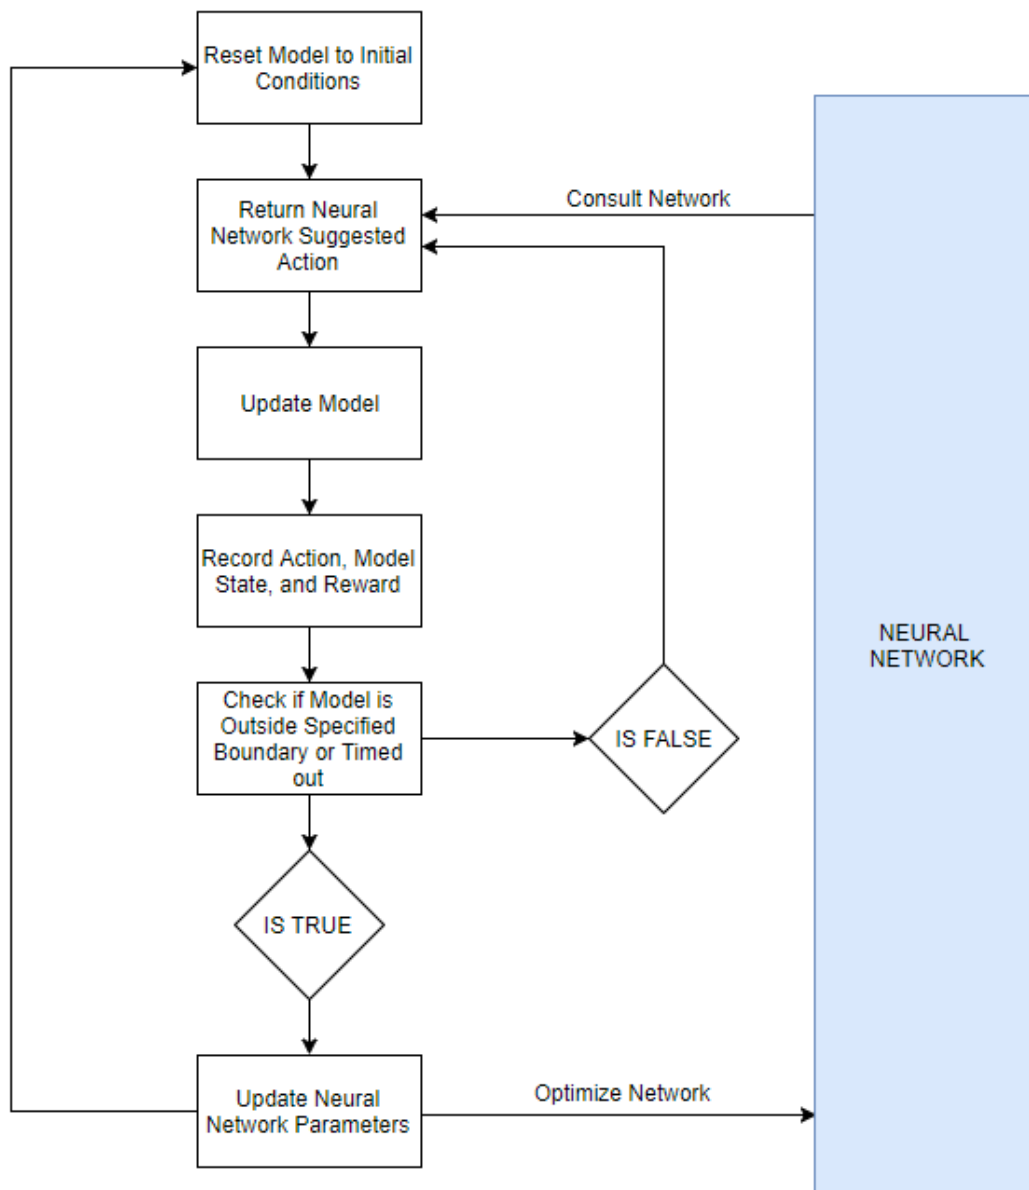 Reset Model to Initial
Conditions
Consult Network
Return Neural
Network Suggested
Action
Update Model
Record Action, Model
State, and Reward
NEURAL
NETWORK
Check if Model is
Outside Specified
Boundary or Timed
out
IS FALSE
IS TRUE
Update Neural
Network Parameters
Optimize Network